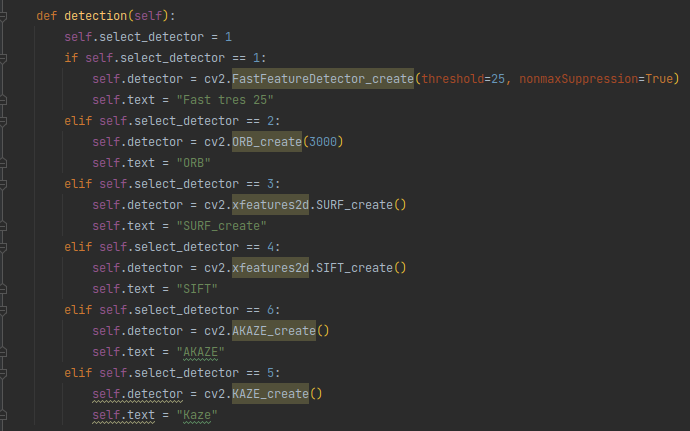 def detection(self):
    self.select_detector = 1
    if self.select_detector == 1:
        self.detector = cv2.FastFeatureDetector_create(threshold=25, nonmaxSuppression=True)
        self.text = "Fast tres 25"
    elif self.select_detector == 2:
        self.detector = cv2.ORB_create(3000)
        self.text = "ORB"
    elif self.select_detector == 3:
        self.detector = cv2.xfeatures2d.SURF_create()
        self.text = "SURF_create"
    elif self.select_detector == 4:
        self.detector = cv2.xfeatures2d.SIFT_create()
        self.text = "SIFT"
    elif self.select_detector == 6:
        self.detector = cv2.AKAZE_create()
        self.text = "AKAZE"
    elif self.select_detector == 5:
        self.detector = cv2.KAZE_create()
        self.text = "Kaze"